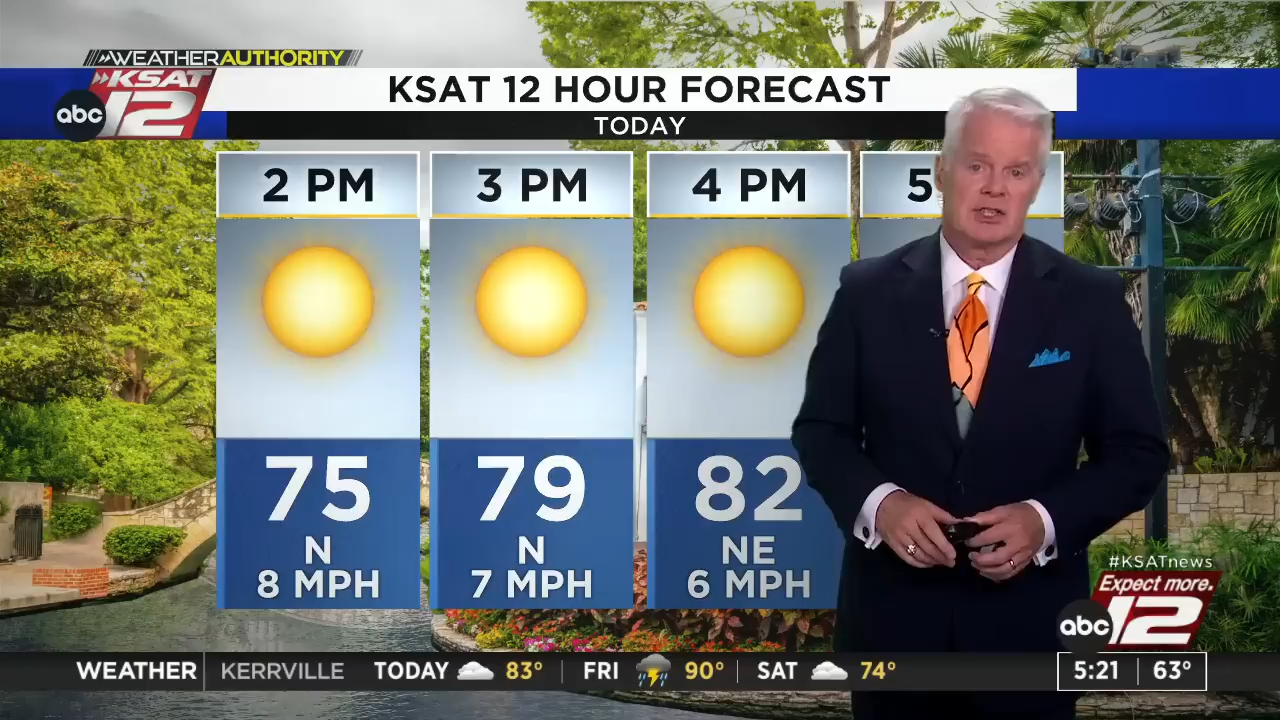 WEATHER AUTHORITY
KSAT
abc 12
KSAT 12 HOUR FORECAST
TODAY
2 PM
3 PM
4 PM
5
75
N
8 MPH
79
N
7 MPH
82
NE
6 MPH
#KSATnews
Expect more.
abc 12
WEATHER KERRVILLE TODAY 83° FRI 90° SAT 74° 5:21 63°